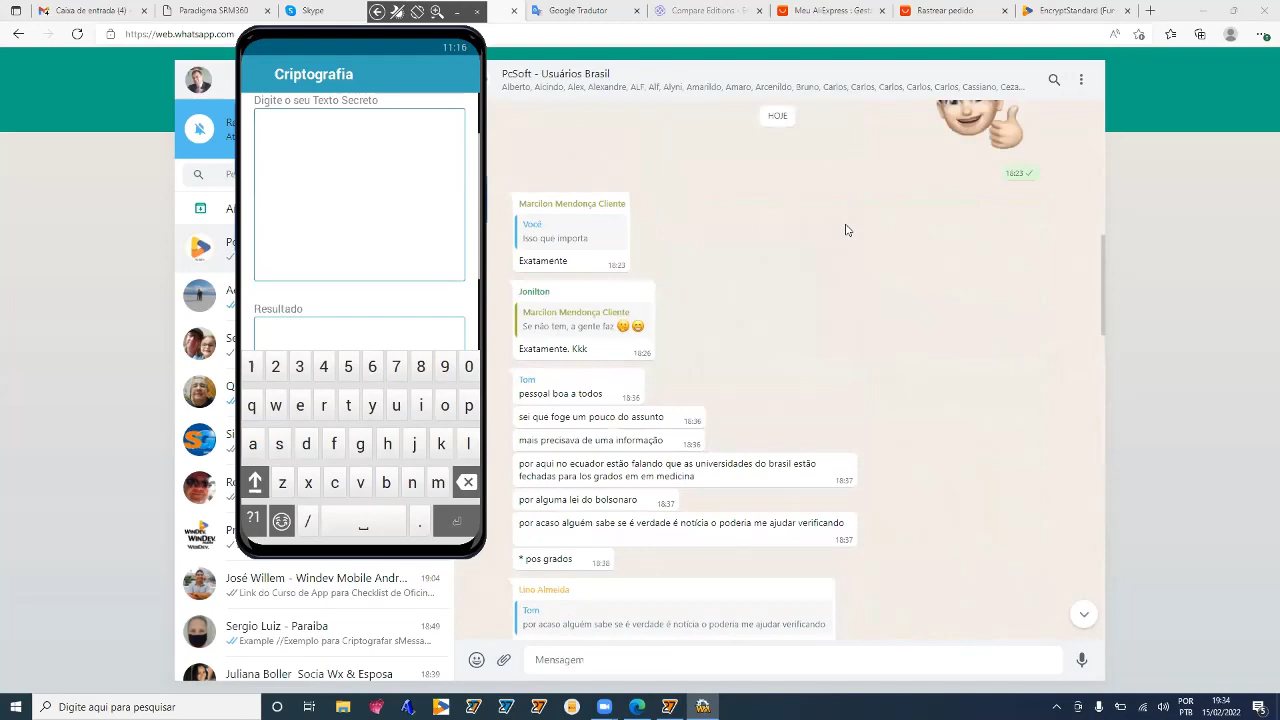 Caixa de entrada (4)
Paradigma SRM360
Skype
Google Tradutor
Compare Editions - E
Meu AliExpress : Ger
Rastrear pedido
EncryptStandard (Fun
https://web.whatsapp.com
11:16
Criptografia
Digite o seu Texto Secreto
Resultado
1 2 3 4 5 6 7 8 9 0
q w e r t y u i o p
a s d f g h j k l
z x c v b n m
?1 / .
José Willem - Windev Mobile Andr... 19:04
Link do Curso de App para Checklist de Oficin...
Sergio Luiz - Paraiba 18:49
Example //Exemplo para Criptografar sMessa...
Juliana Boller Socia Wx & Esposa 18:39
PcSoft - Usuários Brasil
Alberto, Alcindo, Alex, Alexandre, ALF, Alf, Alyni, Amarildo, Amaro, Arcenildo, Bruno, Carlos, Carlos, Carlos, Carlos, Cassiano, Ceza...
HOJE
18:23
Marcilon Mendonça Cliente
Você
Isso que importa
Exatamente 18:23
Jonilton
Marcilon Mendonça Cliente
Se não tem, a gente faz
Exatamente. Kkk 18:26
Tom
pessoal boa a todos 18:36
sei que foge um pouco do assunto 18:36
mais precisava de uma informação 18:36
por aqui no ecuador estão falando que as universidades do brasil estão
fechadas para los grados em em medicina 18:37
por alguma lei do bolsonaro 18:37
por acaso alguém sabe se é verdade é notícia o poderia me ajudar verificando
18:37
* pos grados 18:38
Lino Almeida
Tom
por acaso alguém sabe se é verdade é notícia o poderia me ajudar verificando
Mensagem
Digite aqui para pesquisar
POR
PTB
19:34
15/02/2022